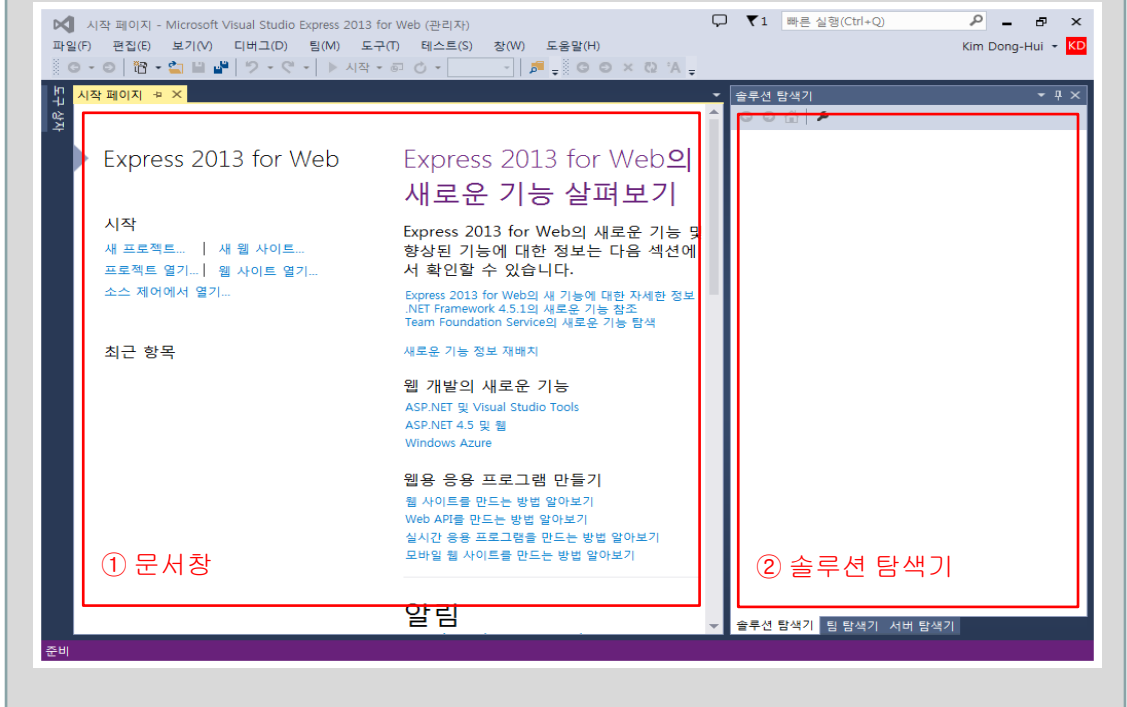 시작 페이지 - Microsoft Visual Studio Express 2013 for Web (관리자)
1
빠른 실행(Ctrl+Q)
파일(F) 편집(E) 보기(V) 디버그(D) 팀(M) 도구(T) 테스트(S) 창(W) 도움말(H)
Kim Dong-Hui KD
시작
도구 상자
시작 페이지
솔루션 탐색기
Express 2013 for Web
시작
새 프로젝트... | 새 웹 사이트...
프로젝트 열기... | 웹 사이트 열기...
소스 제어에서 열기...
최근 항목
Express 2013 for Web의
새로운 기능 살펴보기
Express 2013 for Web의 새로운 기능 및
향상된 기능에 대한 정보는 다음 섹션에
서 확인할 수 있습니다.
Express 2013 for Web의 새 기능에 대한 자세한 정보
.NET Framework 4.5.1의 새로운 기능 참조
Team Foundation Service의 새로운 기능 탐색
새로운 기능 정보 재배치
웹 개발의 새로운 기능
ASP.NET 및 Visual Studio Tools
ASP.NET 4.5 및 웹
Windows Azure
웹용 응용 프로그램 만들기
웹 사이트를 만드는 방법 알아보기
Web API를 만드는 방법 알아보기
실시간 응용 프로그램을 만드는 방법 알아보기
모바일 웹 사이트를 만드는 방법 알아보기
알림
① 문서창
② 솔루션 탐색기
솔루션 탐색기 팀 탐색기 서버 탐색기
준비